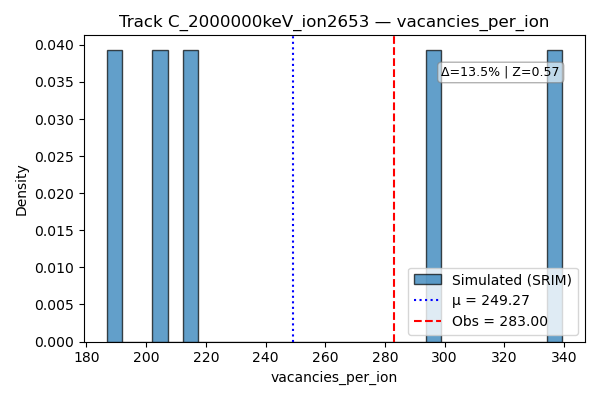 Track C_2000000keV_ion2653 — vacancies_per_ion
0.040
0.035
0.030
0.025
0.020
0.015
0.010
0.005
0.000
Density
Δ=13.5% | Z=0.57
Simulated (SRIM)
μ = 249.27
Obs = 283.00
180
200
220
240
260
280
300
320
340
vacancies_per_ion